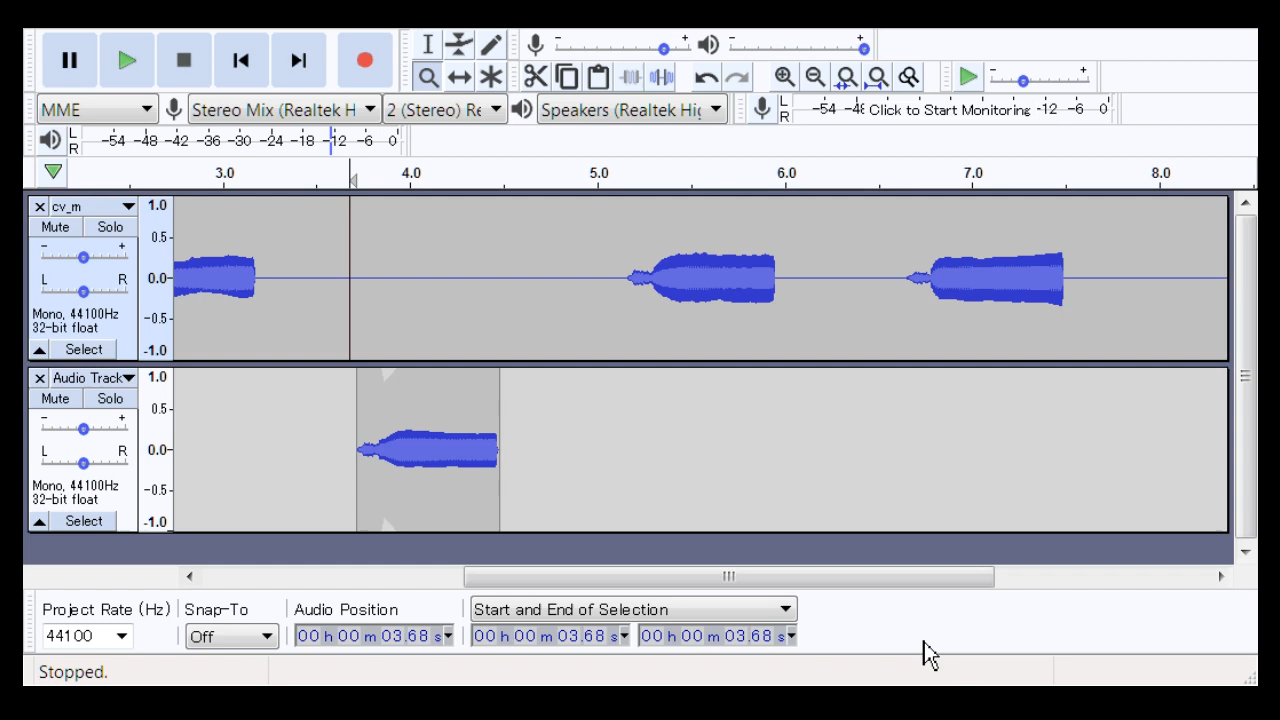 MME Stereo Mix (Realtek H 2 (Stereo) Re Speakers (Realtek Hig L R -54 -48 Click to Start Monitoring -12 -6 0
L R -54 -48 -42 -36 -30 -24 -18 -12 -6 0
3.0 4.0 5.0 6.0 7.0 8.0
× cv_m 1.0
Mute Solo
- + 0.5
L R 0.0
Mono, 44100Hz -0.5
32-bit float
Select -1.0
× Audio Track 1.0
Mute Solo
- + 0.5
L R 0.0
Mono, 44100Hz -0.5
32-bit float
Select -1.0
Project Rate (Hz) Snap-To Audio Position Start and End of Selection
44100 Off 00 h 00 m 03.68 s 00 h 00 m 03.68 s 00 h 00 m 03.68 s
Stopped.